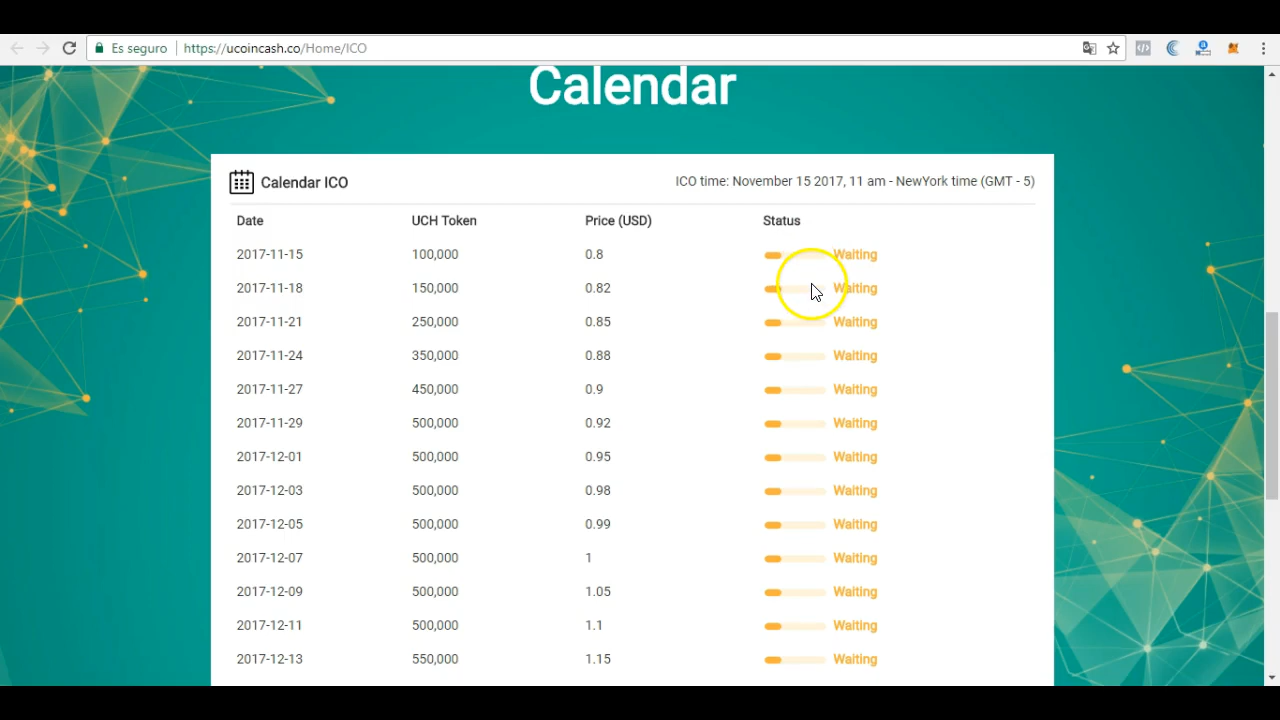 Es seguro https://ucoincash.co/Home/ICO
Calendar
Calendar ICO ICO time: November 15 2017, 11 am - NewYork time (GMT - 5)
Date UCH Token Price (USD) Status
2017-11-15 100,000 0.8 Waiting
2017-11-18 150,000 0.82 Waiting
2017-11-21 250,000 0.85 Waiting
2017-11-24 350,000 0.88 Waiting
2017-11-27 450,000 0.9 Waiting
2017-11-29 500,000 0.92 Waiting
2017-12-01 500,000 0.95 Waiting
2017-12-03 500,000 0.98 Waiting
2017-12-05 500,000 0.99 Waiting
2017-12-07 500,000 1 Waiting
2017-12-09 500,000 1.05 Waiting
2017-12-11 500,000 1.1 Waiting
2017-12-13 550,000 1.15 Waiting